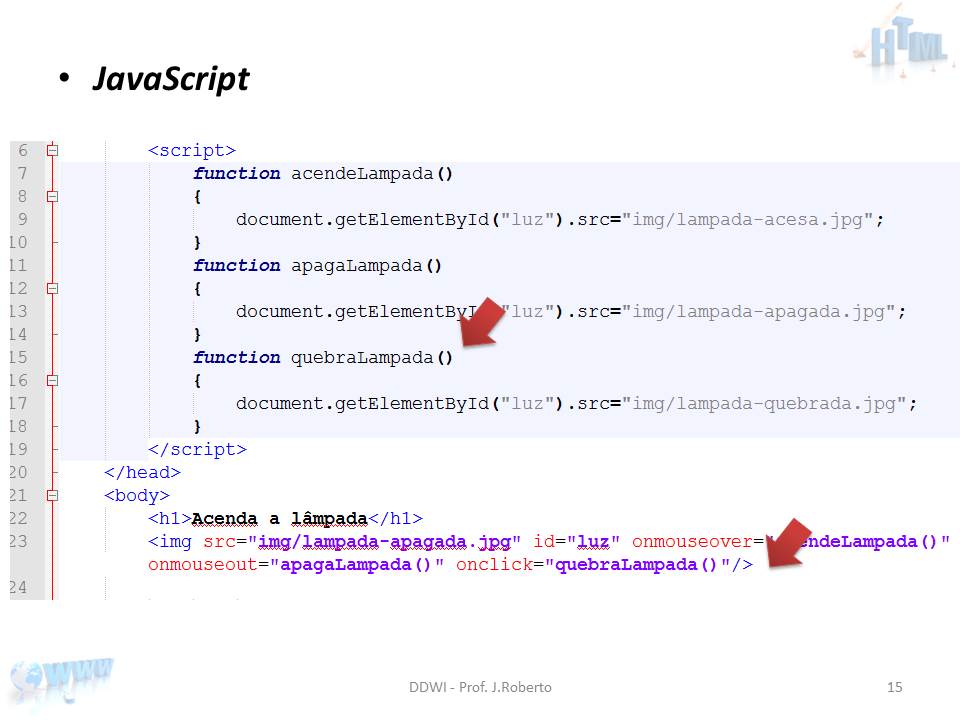 HTML
• JavaScript
6 <script>
7 function acendeLampada()
8 {
9 document.getElementById("luz").src="img/lampada-acesa.jpg";
10 }
11 function apagaLampada()
12 {
13 document.getElementById("luz").src="img/lampada-apagada.jpg";
14 }
15 function quebraLampada()
16 {
17 document.getElementById("luz").src="img/lampada-quebrada.jpg";
18 }
19 </script>
20 </head>
21 <body>
22 <h1>Acenda a lâmpada</h1>
23 <img src="img/lampada-apagada.jpg" id="luz" onmouseover="acendeLampada()"
onmouseout="apagaLampada()" onclick="quebraLampada()"/>
24
WWW
DDWI - Prof. J.Roberto
15